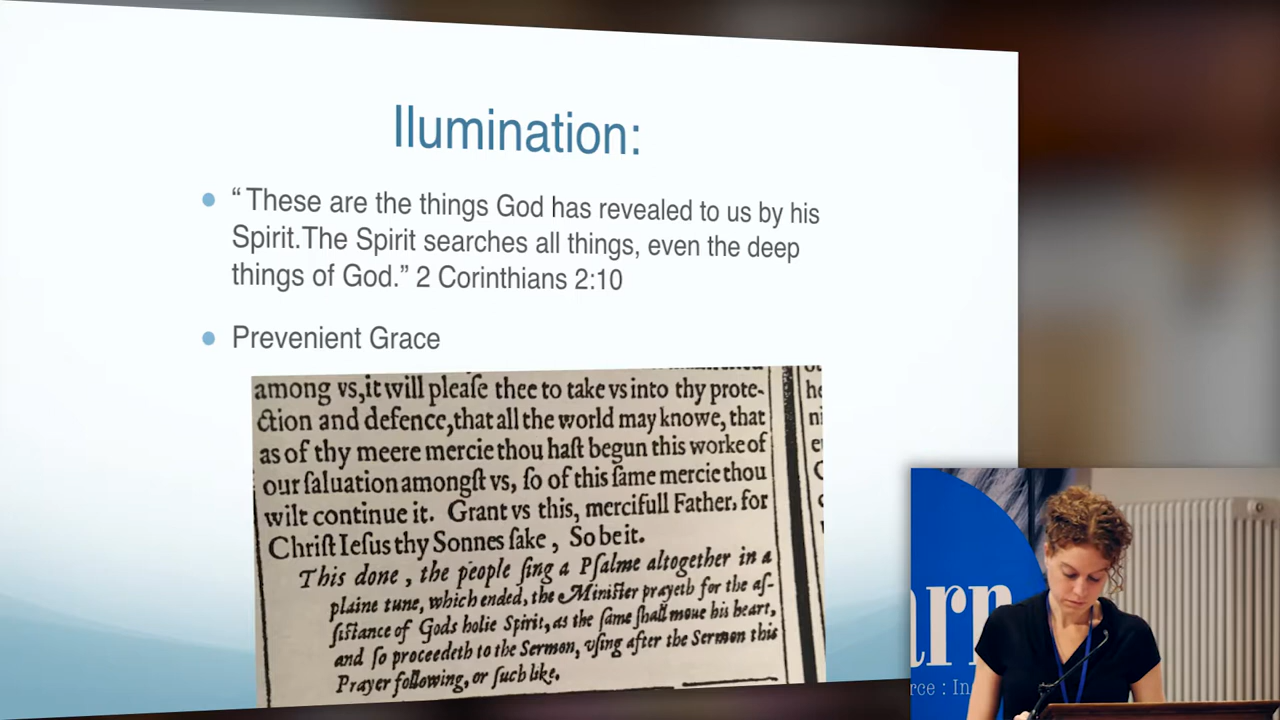 Ilumination:
“ These are the things God has revealed to us by his
Spirit.The Spirit searches all things, even the deep
things of God.” 2 Corinthians 2:10
Prevenient Grace
among vs,it will pleaſe thee to take vs into thy prote-
ction and defence,that all the world may knowe, that
as of thy meere mercie thou haſt begun this worke of
our ſaluation amongſt vs, ſo of this ſame mercie thou
wilt continue it. Grant vs this, mercifull Father, for
Chriſt Ieſus thy Sonnes ſake , So be it.
This done , the people ſing a Pſalme altogether in a
plaine tune, which ended, the Miniſter prayeth for the aſ-
ſiſtance of Gods holie Spirit, as the ſame ſhall moue his heart,
and ſo proceedeth to the Sermon, vſing after the Sermon this
Prayer following, or ſuch like.
arn
rce : In